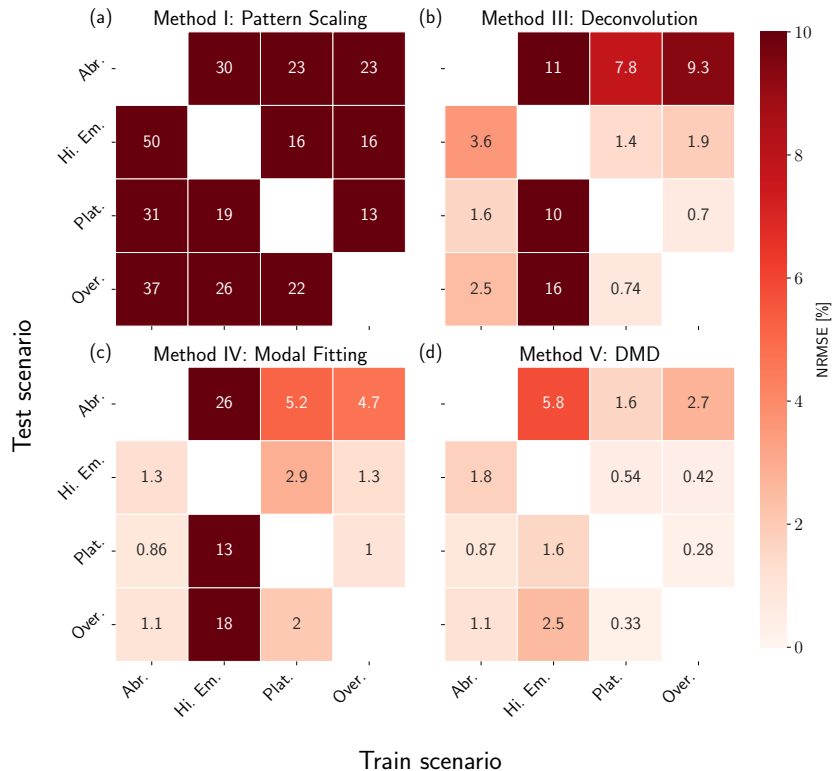 (a) Method I: Pattern Scaling
(b) Method III: Deconvolution
Abr. 30 23 23
Hi. Em. 50 16 16
Plat. 31 19 13
Over. 37 26 22
11 7.8 9.3
3.6 1.4 1.9
1.6 10 0.7
2.5 16 0.74
(c) Method IV: Modal Fitting
(d) Method V: DMD
Abr. 26 5.2 4.7
Hi. Em. 1.3 2.9 1.3
Plat. 0.86 13 1
Over. 1.1 18 2
Abr. Hi. Em. Plat. Over.
5.8 1.6 2.7
1.8 0.54 0.42
0.87 1.6 0.28
1.1 2.5 0.33
Abr. Hi. Em. Plat. Over.
Test scenario
Train scenario
10
8
6
4
2
0
NRMSE [%]